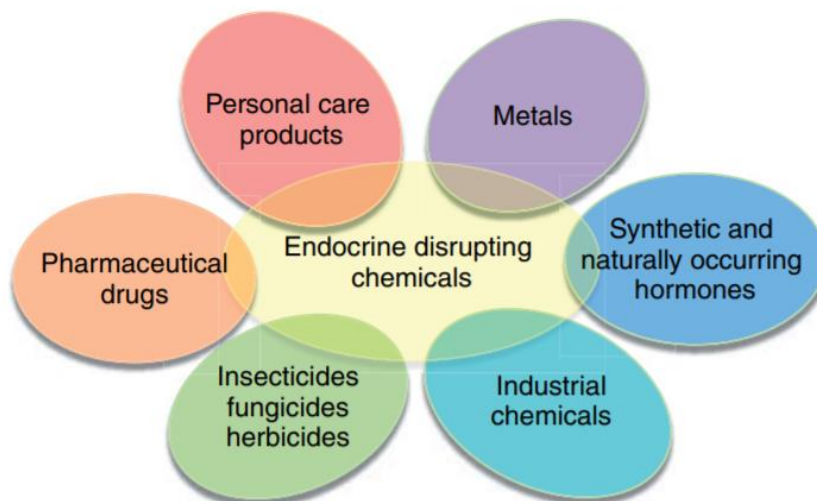 Personal care
products
Metals
Pharmaceutical
drugs
Endocrine disrupting
chemicals
Synthetic and
naturally occurring
hormones
Insecticides
fungicides
herbicides
Industrial
chemicals